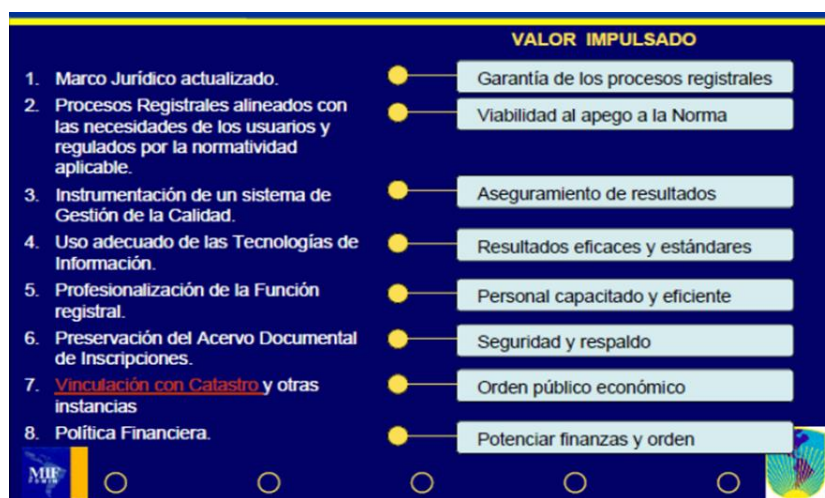 VALOR IMPULSADO
1. Marco Jurídico actualizado.
Garantía de los procesos registrales
2. Procesos Registrales alineados con
las necesidades de los usuarios y
regulados por la normatividad
aplicable.
Viabilidad al apego a la Norma
3. Instrumentación de un sistema de
Gestión de la Calidad.
Aseguramiento de resultados
4. Uso adecuado de las Tecnologías de
Información.
Resultados eficaces y estándares
5. Profesionalización de la Función
registral.
Personal capacitado y eficiente
6. Preservación del Acervo Documental
de Inscripciones.
Seguridad y respaldo
7. Vinculación con Catastro y otras
instancias
Orden público económico
8. Política Financiera.
Potenciar finanzas y orden
MIF
FOMIN